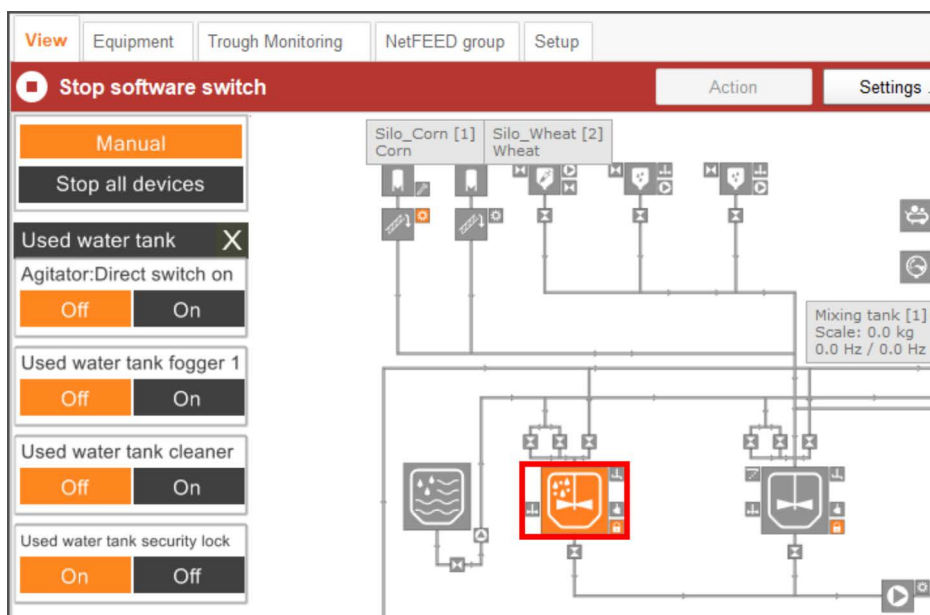 View Equipment Trough Monitoring NetFEED group Setup
Stop software switch Action Settings .
Manual
Stop all devices
Used water tank X
Agitator:Direct switch on
Off On
Used water tank fogger 1
Off On
Used water tank cleaner
Off On
Used water tank security lock
On Off
Silo_Corn [1]
Corn
Silo_Wheat [2]
Wheat
Mixing tank [1]
Scale: 0.0 kg
0.0 Hz / 0.0 Hz